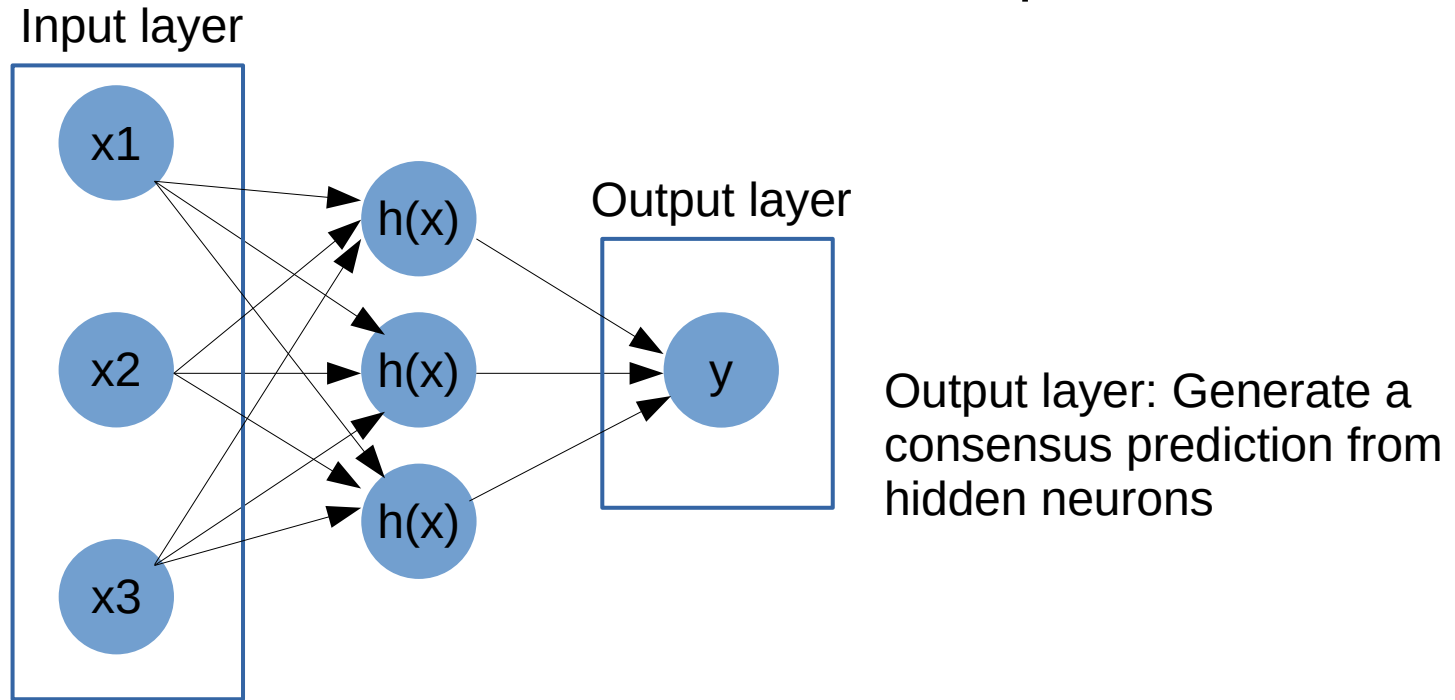 Input layer
x1
h(x)
Output layer
x2
h(x)
y
Output layer: Generate a
consensus prediction from
hidden neurons
h(x)
x3